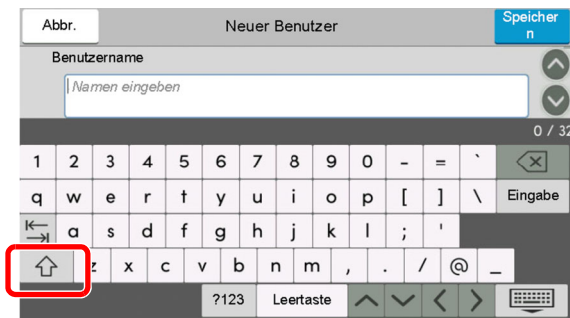 Abbr.
Neuer Benutzer
Speicher
n
Benutzername
Namen eingeben
0 / 32
1 2 3 4 5 6 7 8 9 0 - = `
q w e r t y u i o p [ ] \ Eingabe
a s d f g h j k l ; '
z x c v b n m , . / @ _
?123 Leertaste